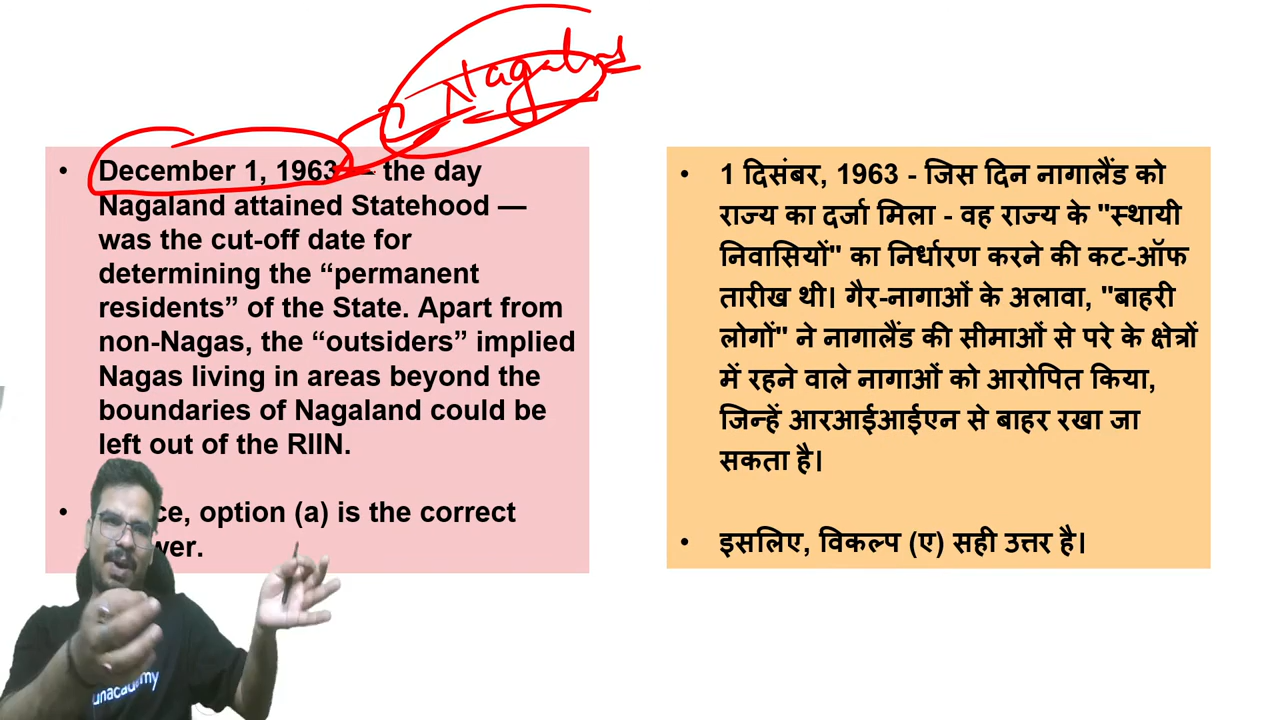 Nagaland
• December 1, 1963 — the day
Nagaland attained Statehood —
was the cut-off date for
determining the “permanent
residents” of the State. Apart from
non-Nagas, the “outsiders” implied
Nagas living in areas beyond the
boundaries of Nagaland could be
left out of the RIIN.
• option (a) is the correct
• 1 दिसंबर, 1963 - जिस दिन नागालैंड को
राज्य का दर्जा मिला - वह राज्य के "स्थायी
निवासियों" का निर्धारण करने की कट-ऑफ
तारीख थी। गैर-नागाओं के अलावा, "बाहरी
लोगों" ने नागालैंड की सीमाओं से परे के क्षेत्रों
में रहने वाले नागाओं को आरोपित किया,
जिन्हें आरआईआईएन से बाहर रखा जा
सकता है।
• इसलिए, विकल्प (ए) सही उत्तर है।
unacademy